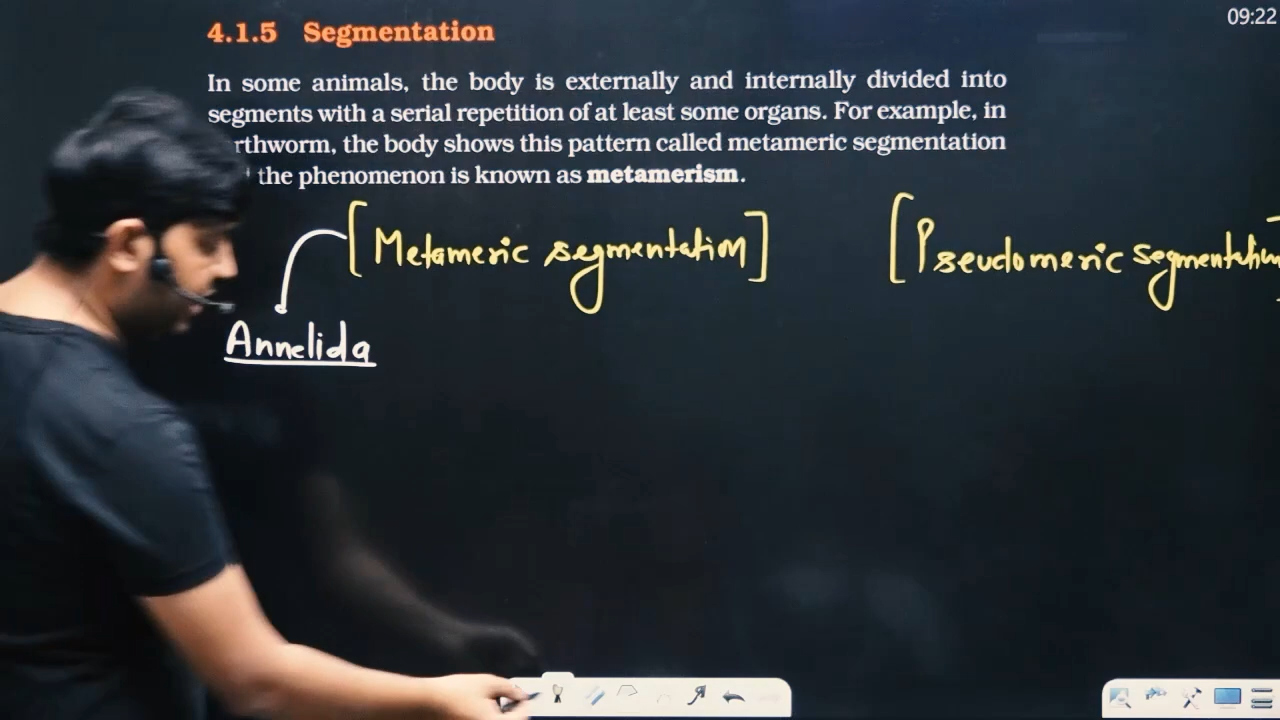 09:22
4.1.5 Segmentation
In some animals, the body is externally and internally divided into
segments with a serial repetition of at least some organs. For example, in
rthworm, the body shows this pattern called metameric segmentation
the phenomenon is known as metamerism.
[Metameric segmentation] [Pseudomeric segmentation]
Annelida